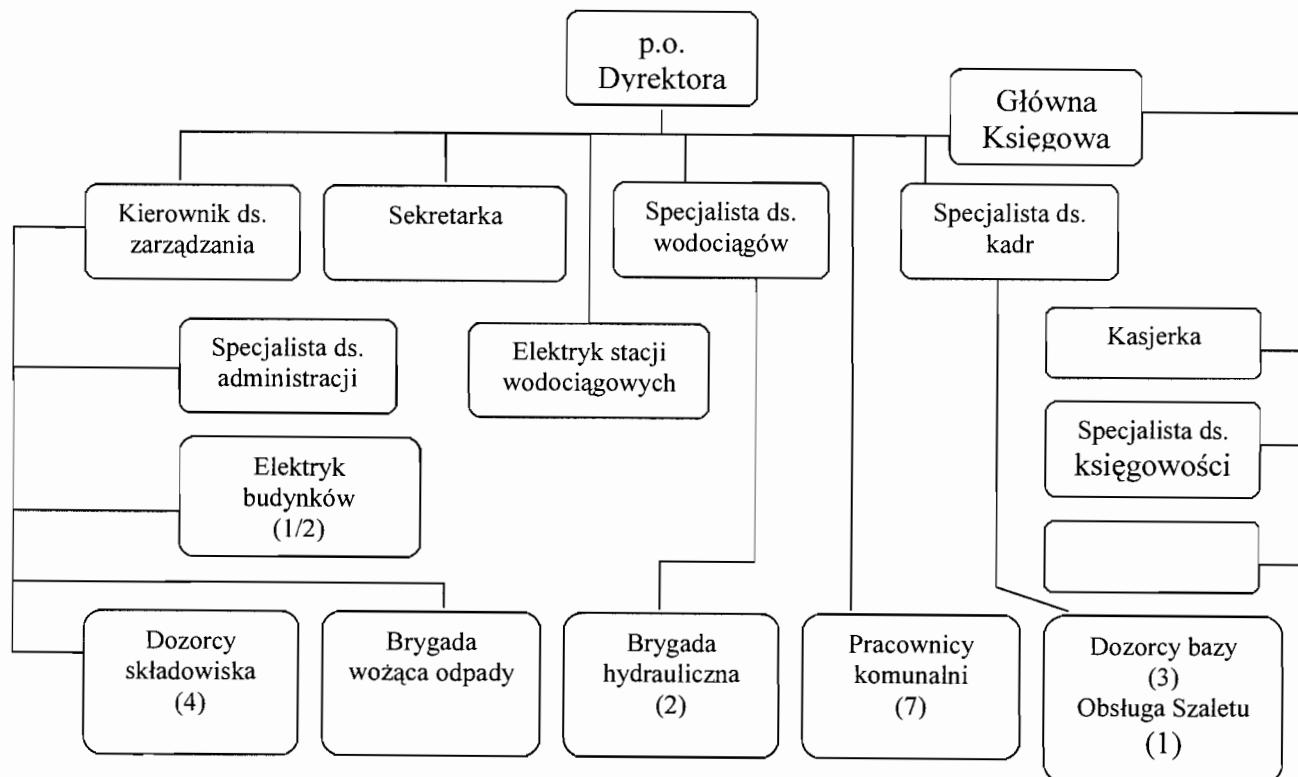 p.o.
Dyrektora
Główna
Księgowa
Kierownik ds.
zarządzania
Sekretarka
Specjalista ds.
wodociągów
Specjalista ds.
kadr
Specjalista ds.
administracji
Elektryk stacji
wodociągowych
Kasjerka
Specjalista ds.
księgowości
Elektryk
budynków
(1/2)
Dozorcy
składowiska
(4)
Brygada
wożąca odpady
Brygada
hydrauliczna
(2)
Pracownicy
komunalni
(7)
Dozorcy bazy
(3)
Obsługa Szaletu
(1)